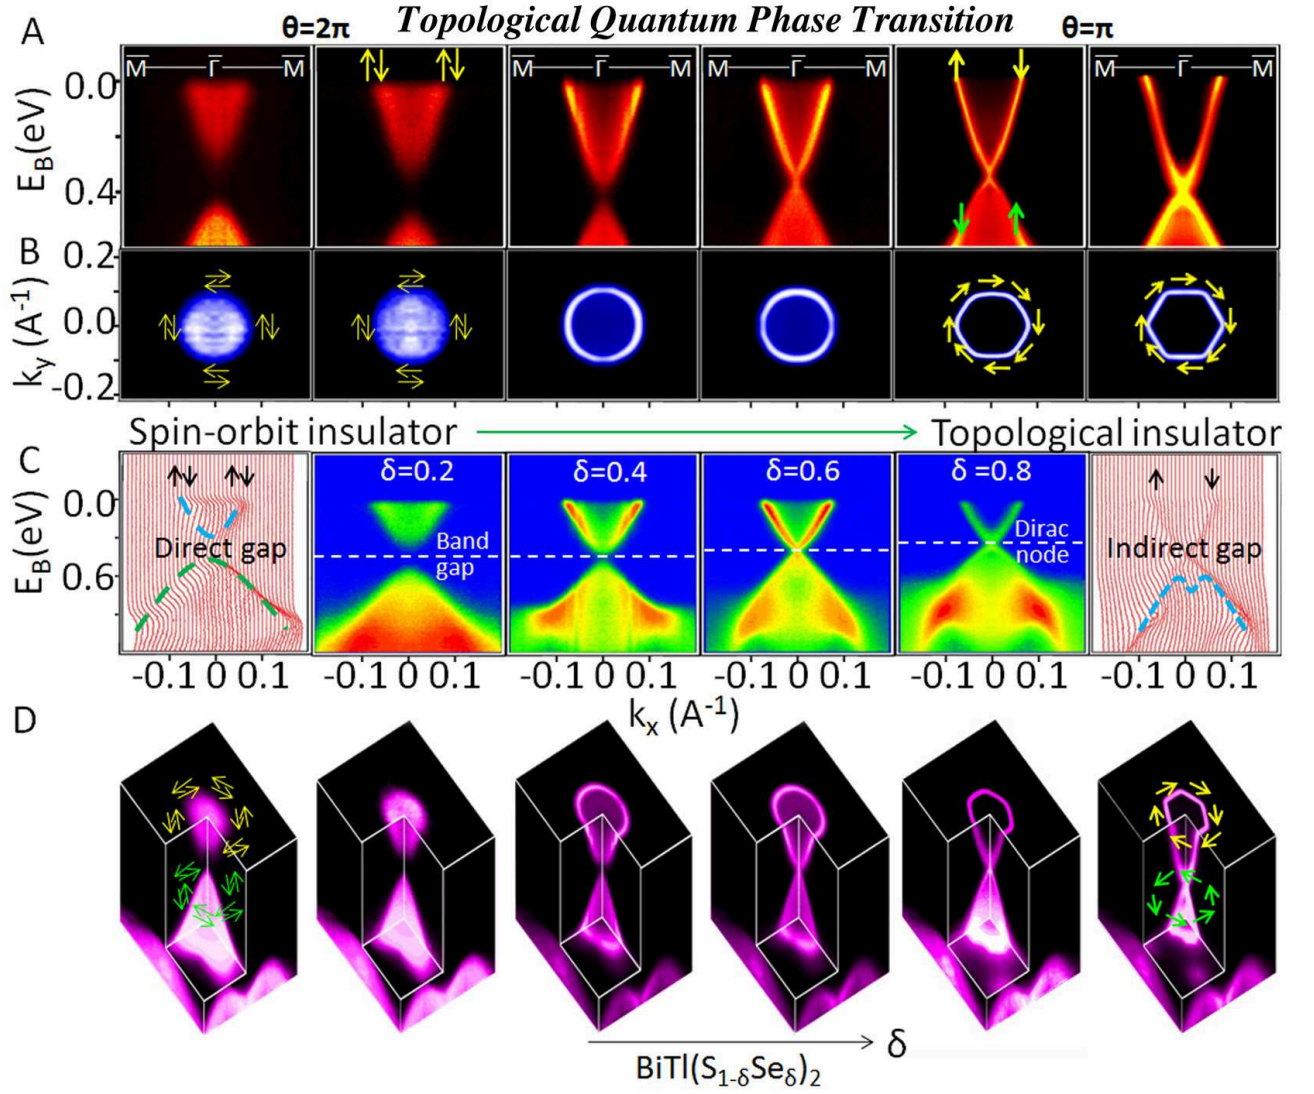 Topological Quantum Phase Transition
A
θ=2π
θ=π
M̅ Γ̅ M̅
M̅ Γ̅ M̅
M̅ Γ̅ M̅
M̅ Γ̅ M̅
E_B(eV)
0.0
0.4
B
k_y (A⁻¹)
0.2
0.0
-0.2
Spin-orbit insulator
Topological insulator
C
E_B(eV)
0.0
0.6
Direct gap
δ=0.2
Band
gap
δ=0.4
δ=0.6
δ =0.8
Dirac
node
Indirect gap
-0.1 0 0.1
-0.1 0 0.1
-0.1 0 0.1
-0.1 0 0.1
-0.1 0 0.1
-0.1 0 0.1
k_x (A⁻¹)
D
δ
BiTl(S₁₋δSeδ)₂